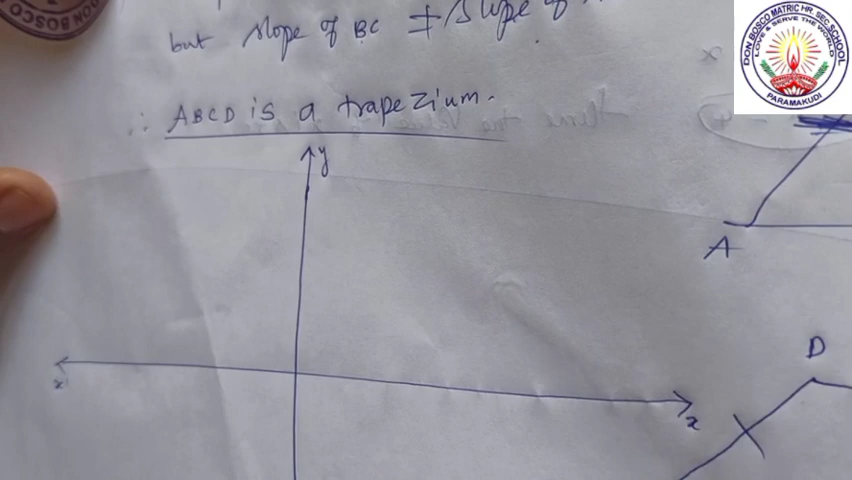 but slope of BC ≠ slope of
∴ ABCD is a trapezium.
y
x
x
A
D
DON BOSCO MATRIC HR. SEC. SCHOOL
LOVE & SERVE THE WORLD
PARAMAKUDI